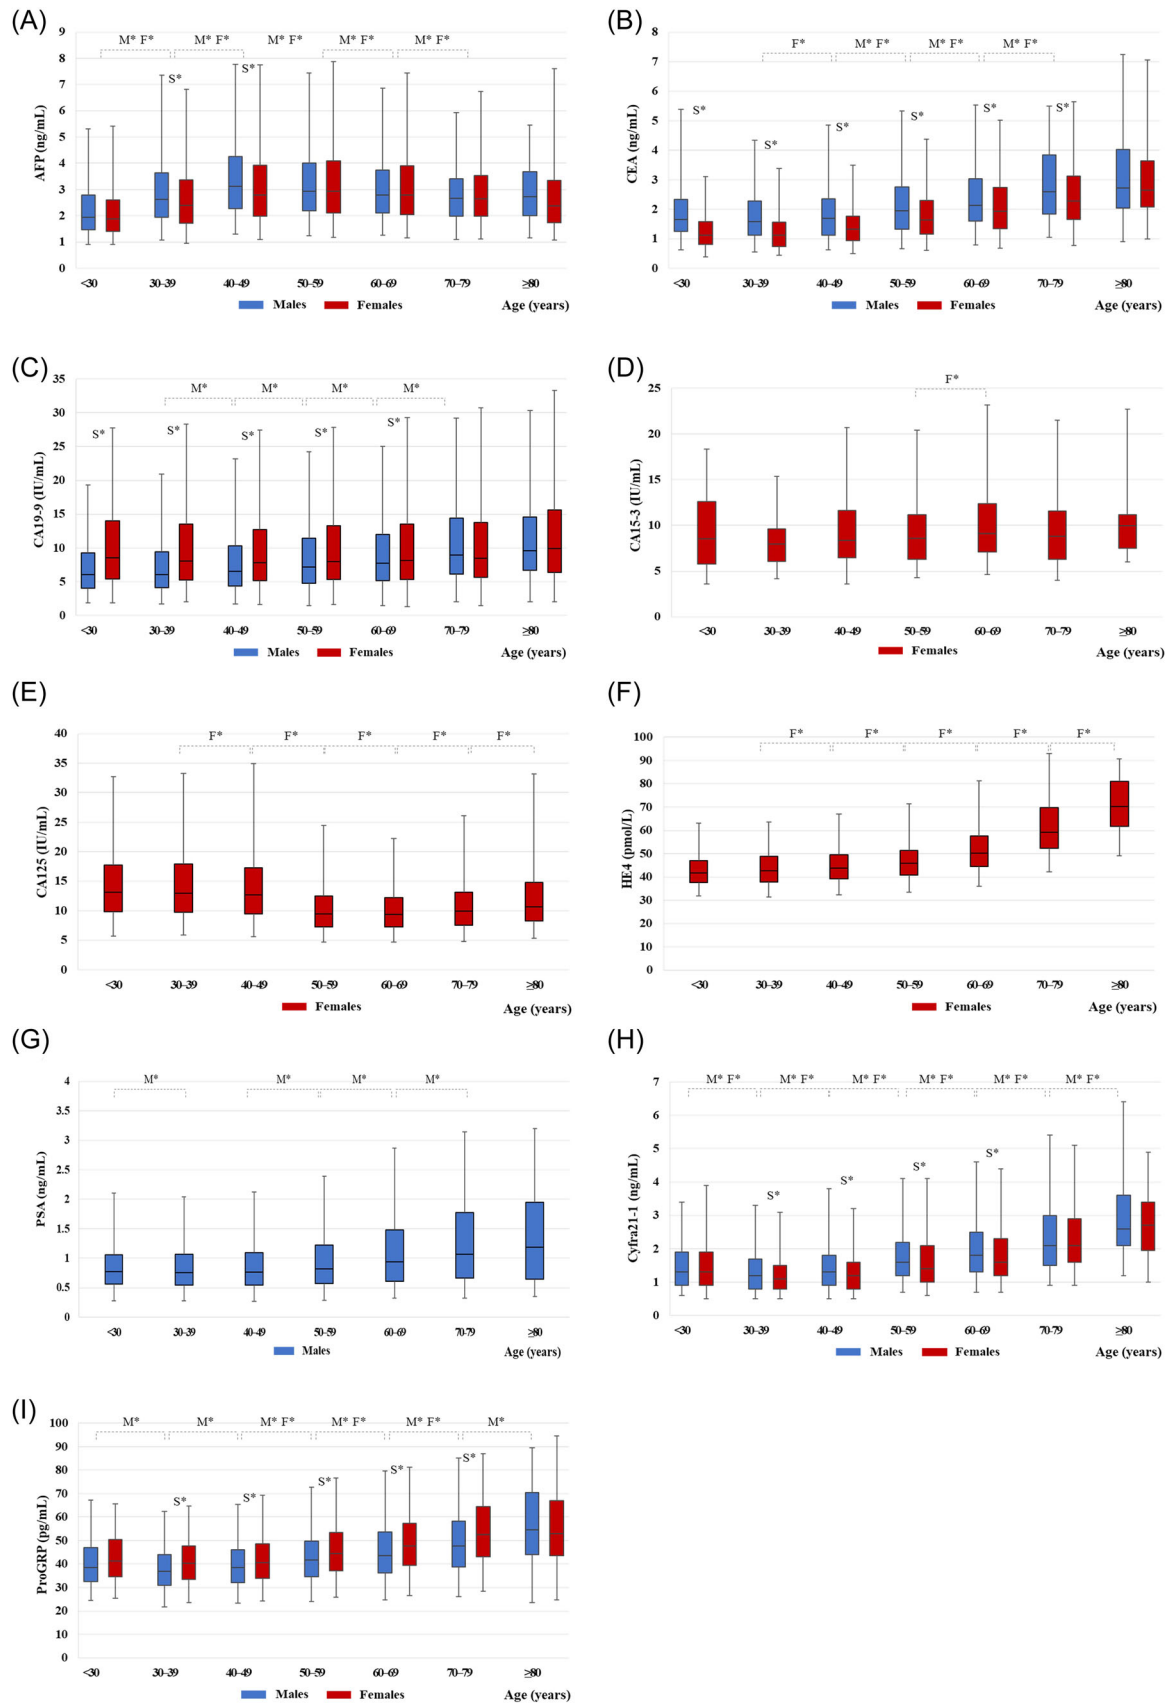 (A)
M* F*
M* F*
M* F*
M* F*
M* F*
S*
S*
AFP (ng/mL)
9
8
7
6
5
4
3
2
1
0
<30
30–39
40–49
50–59
60–69
70–79
≥80
Males
Females
Age (years)
(B)
F*
M* F*
M* F*
M* F*
S*
S*
S*
S*
S*
S*
CEA (ng/mL)
8
7
6
5
4
3
2
1
0
<30
30–39
40–49
50–59
60–69
70–79
≥80
Males
Females
Age (years)
(C)
M*
M*
M*
M*
S*
S*
S*
S*
S*
CA19-9 (IU/mL)
35
30
25
20
15
10
5
0
<30
30–39
40–49
50–59
60–69
70–79
≥80
Males
Females
Age (years)
(D)
F*
CA15-3 (IU/mL)
25
20
15
10
5
0
<30
30–39
40–49
50–59
60–69
70–79
≥80
Females
Age (years)
(E)
F*
F*
F*
F*
F*
CA125 (IU/mL)
40
35
30
25
20
15
10
5
0
<30
30–39
40–49
50–59
60–69
70–79
≥80
Females
Age (years)
(F)
F*
F*
F*
F*
F*
HE4 (pmol/L)
100
90
80
70
60
50
40
30
20
10
0
<30
30–39
40–49
50–59
60–69
70–79
≥80
Females
Age (years)
(G)
M*
M*
M*
M*
PSA (ng/mL)
4
3.5
3
2.5
2
1.5
1
0.5
0
<30
30–39
40–49
50–59
60–69
70–79
≥80
Males
Age (years)
(H)
M* F*
M* F*
M* F*
M* F*
M* F*
M* F*
S*
S*
S*
S*
Cyfra21-1 (ng/mL)
7
6
5
4
3
2
1
0
<30
30–39
40–49
50–59
60–69
70–79
≥80
Males
Females
Age (years)
(I)
M*
M*
M* F*
M* F*
M* F*
M*
S*
S*
S*
S*
S*
ProGRP (pg/mL)
100
90
80
70
60
50
40
30
20
10
0
<30
30–39
40–49
50–59
60–69
70–79
≥80
Males
Females
Age (years)